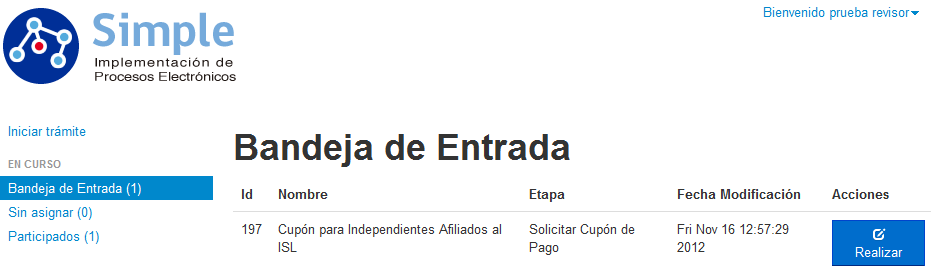 Bienvenido prueba revisor
Simple
Implementación de
Procesos Electrónicos
Iniciar trámite
EN CURSO
Bandeja de Entrada (1)
Sin asignar (0)
Participados (1)
Bandeja de Entrada
Id Nombre Etapa Fecha Modificación Acciones
197 Cupón para Independientes Afiliados al Solicitar Cupón de Fri Nov 16 12:57:29
ISL Pago 2012
Realizar